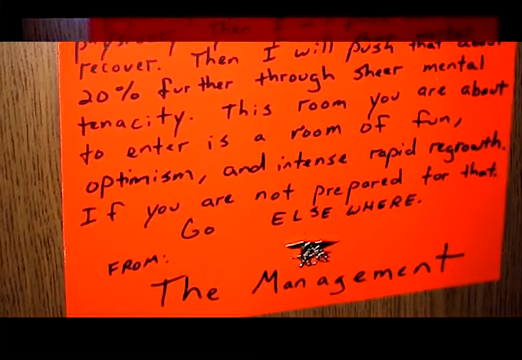 recover. Then I will push that about
20% further through sheer mental
tenacity. This room you are about
to enter is a room of fun,
optimism, and intense rapid regrowth.
If you are not prepared for that.
Go ELSE WHERE.
FROM:
The Management